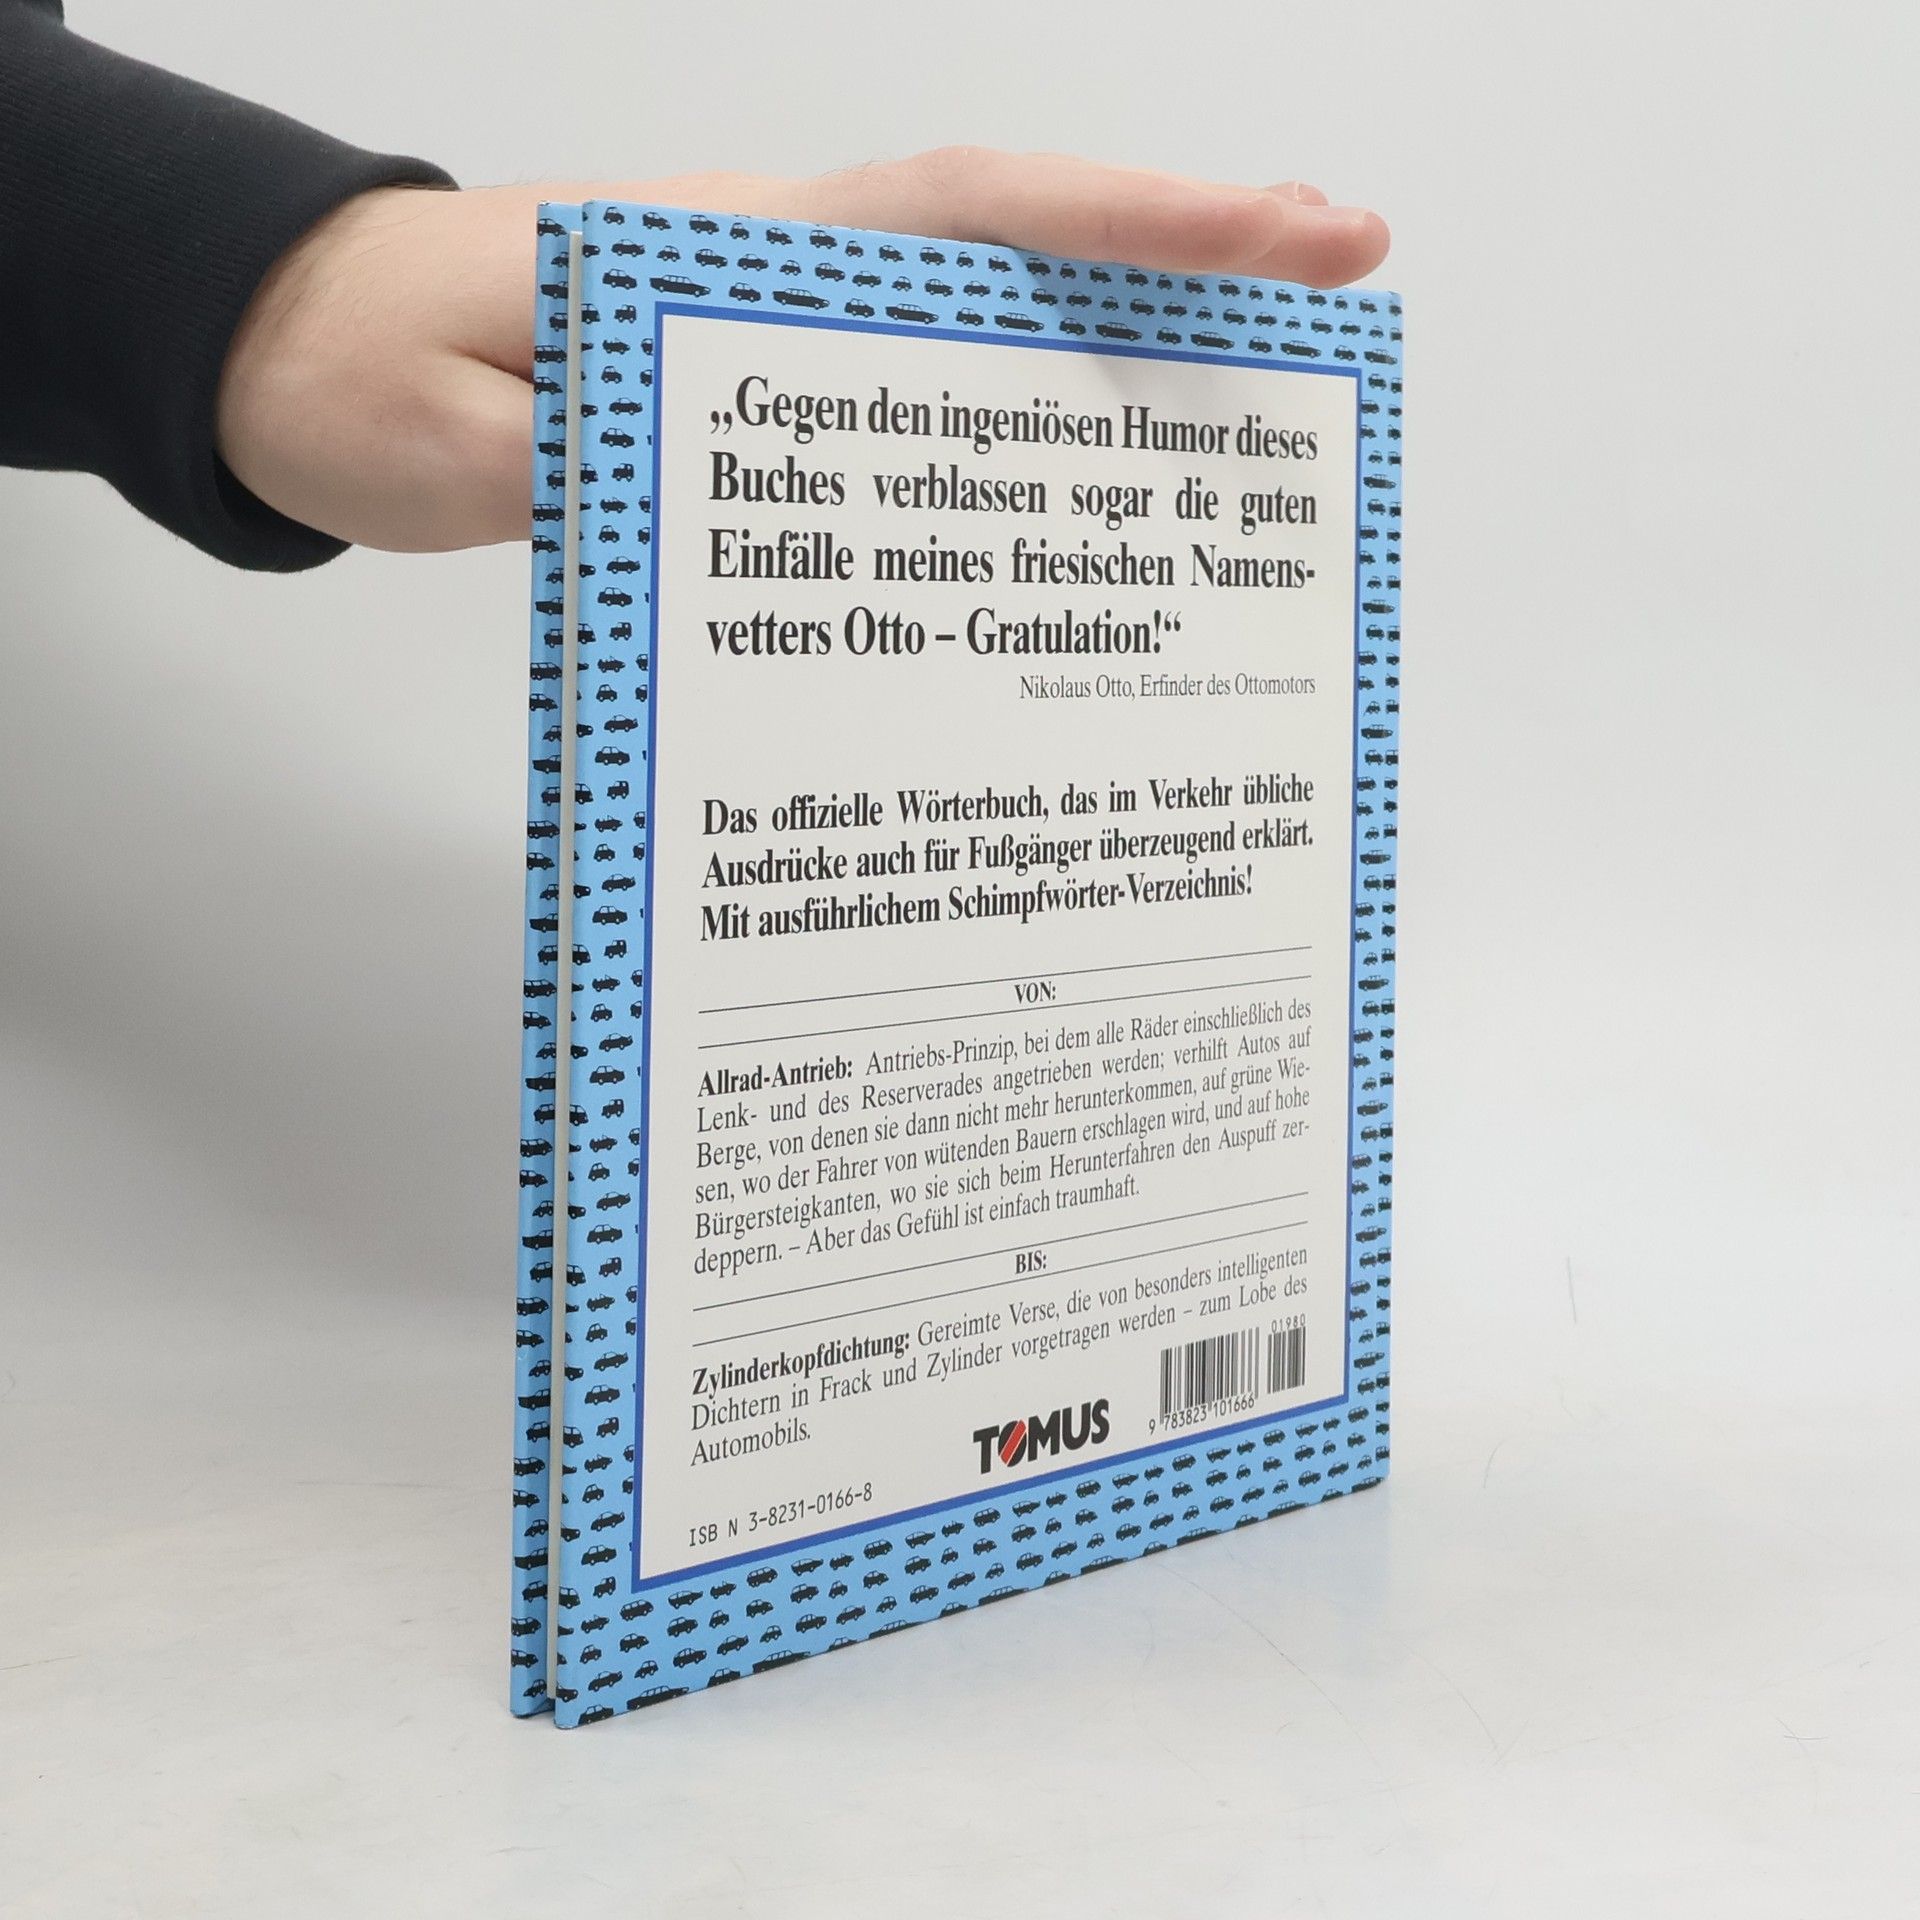 „Gegen den ingeniösen Humor dieses
Buches verblassen sogar die guten
Einfälle meines friesischen Namens-
vetters Otto – Gratulation!“
Nikolaus Otto, Erfinder des Ottomotors
Das offizielle Wörterbuch, das im Verkehr übliche
Ausdrücke auch für Fußgänger überzeugend erklärt.
Mit ausführlichem Schimpfwörter-Verzeichnis!
VON:
Allrad-Antrieb: Antriebs-Prinzip, bei dem alle Räder einschließlich des
Lenk- und des Reserverades angetrieben werden; verhilft Autos auf
Berge, von denen sie dann nicht mehr herunterkommen, auf grüne Wie-
sen, wo der Fahrer von wütenden Bauern erschlagen wird, und auf hohe
Bürgersteigkanten, wo sie sich beim Herunterfahren den Auspuff zer-
deppern. – Aber das Gefühl ist einfach traumhaft.
BIS:
Zylinderkopfdichtung: Gereimte Verse, die von besonders intelligenten
Dichtern in Frack und Zylinder vorgetragen werden – zum Lobe des
Automobils.
01980
9 783823 101666
TOMUS
ISB N 3-8231-0166-8